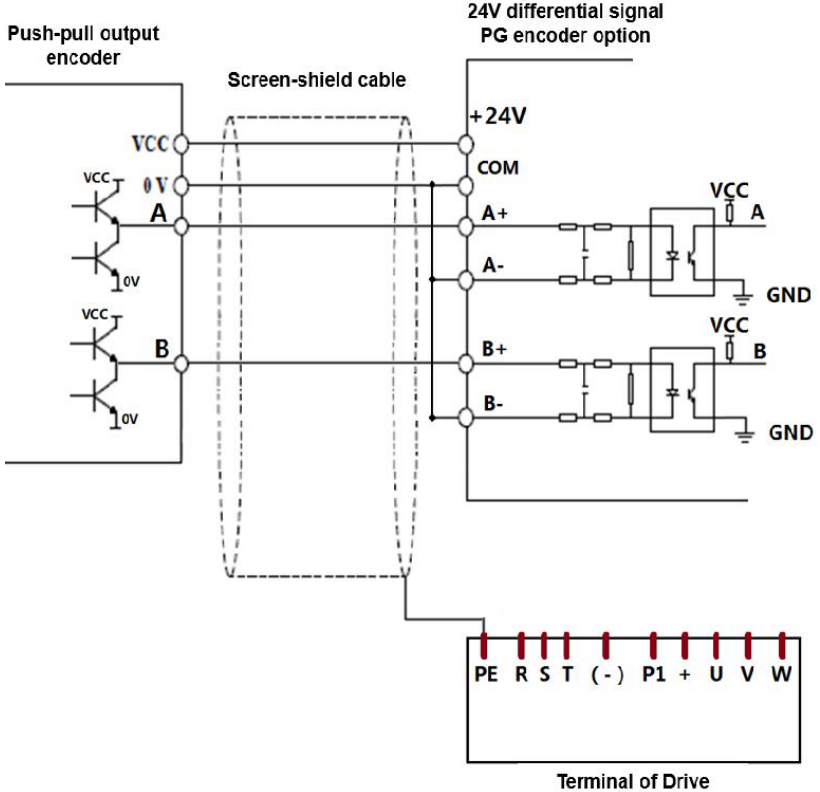 24V differential signal
PG encoder option
Push-pull output
encoder
Screen-shield cable
+24V
VCC
COM
VCC
0 V
A
A+
VCC
A
0V
A-
GND
VCC
VCC
B
B+
B
0V
B-
GND
PE R S T (-) P1 + U V W
Terminal of Drive